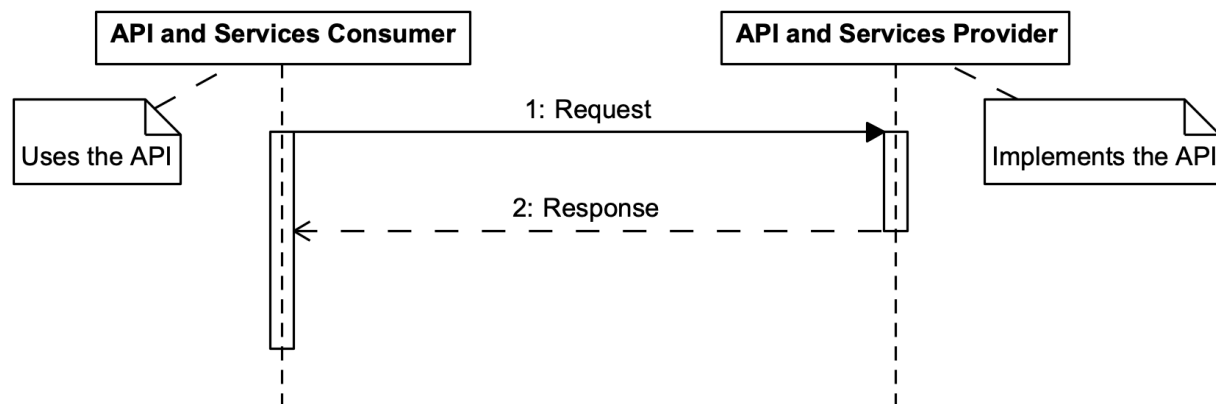 API and Services Consumer
API and Services Provider
Uses the API
1: Request
Implements the API
2: Response